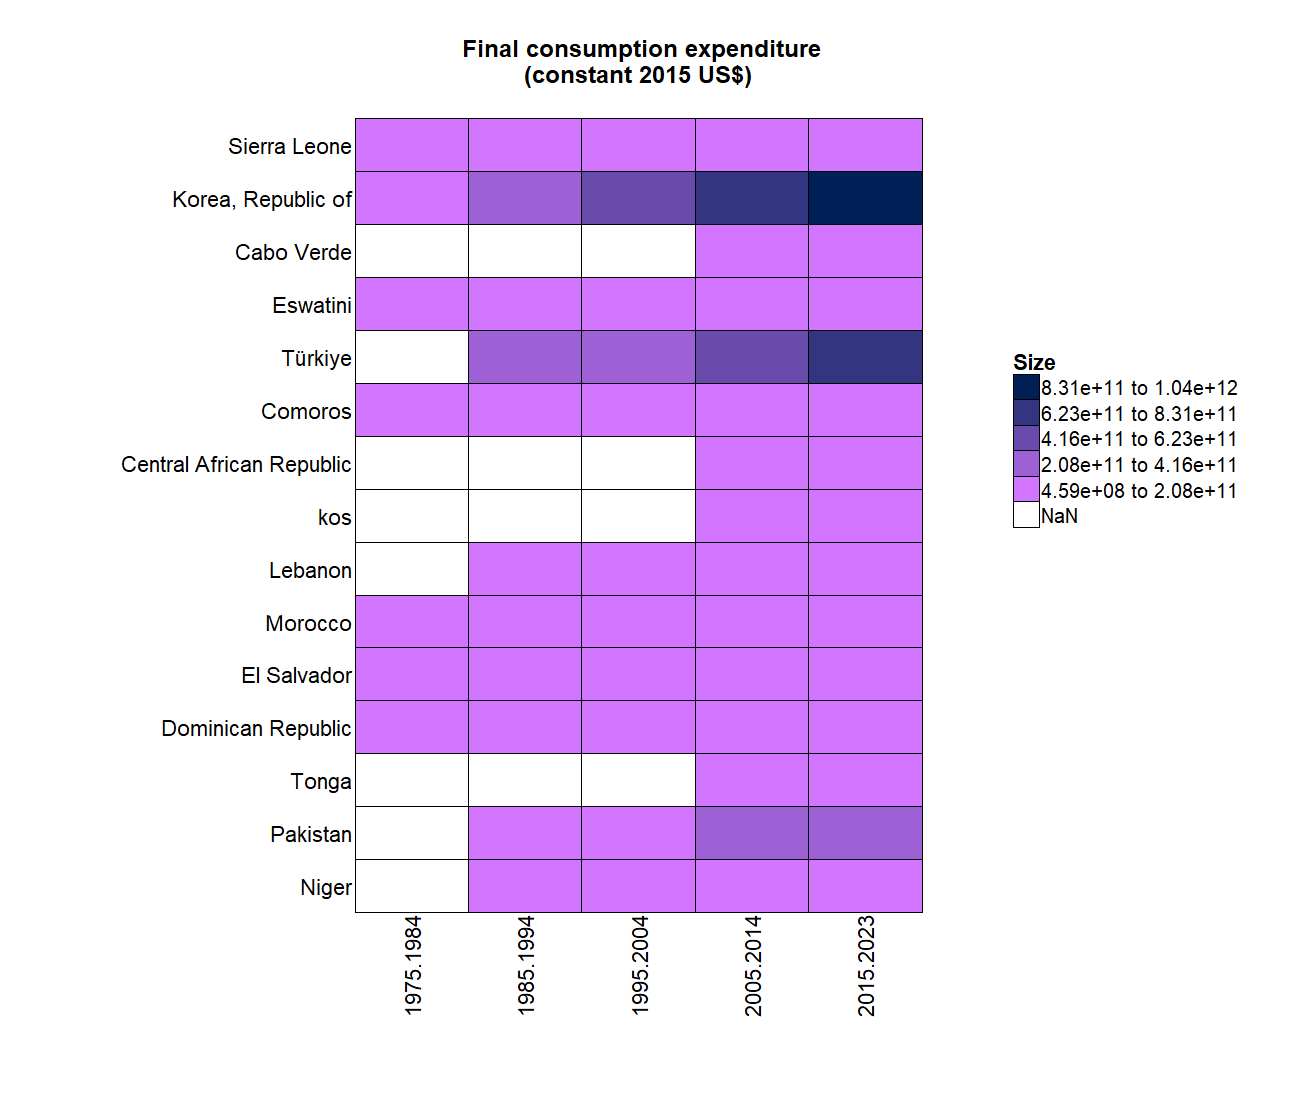 Final consumption expenditure
(constant 2015 US$)
Sierra Leone
Korea, Republic of
Cabo Verde
Eswatini
Türkiye
Comoros
Central African Republic
kos
Lebanon
Morocco
El Salvador
Dominican Republic
Tonga
Pakistan
Niger
1975.1984
1985.1994
1995.2004
2005.2014
2015.2023
Size
8.31e+11 to 1.04e+12
6.23e+11 to 8.31e+11
4.16e+11 to 6.23e+11
2.08e+11 to 4.16e+11
4.59e+08 to 2.08e+11
NaN